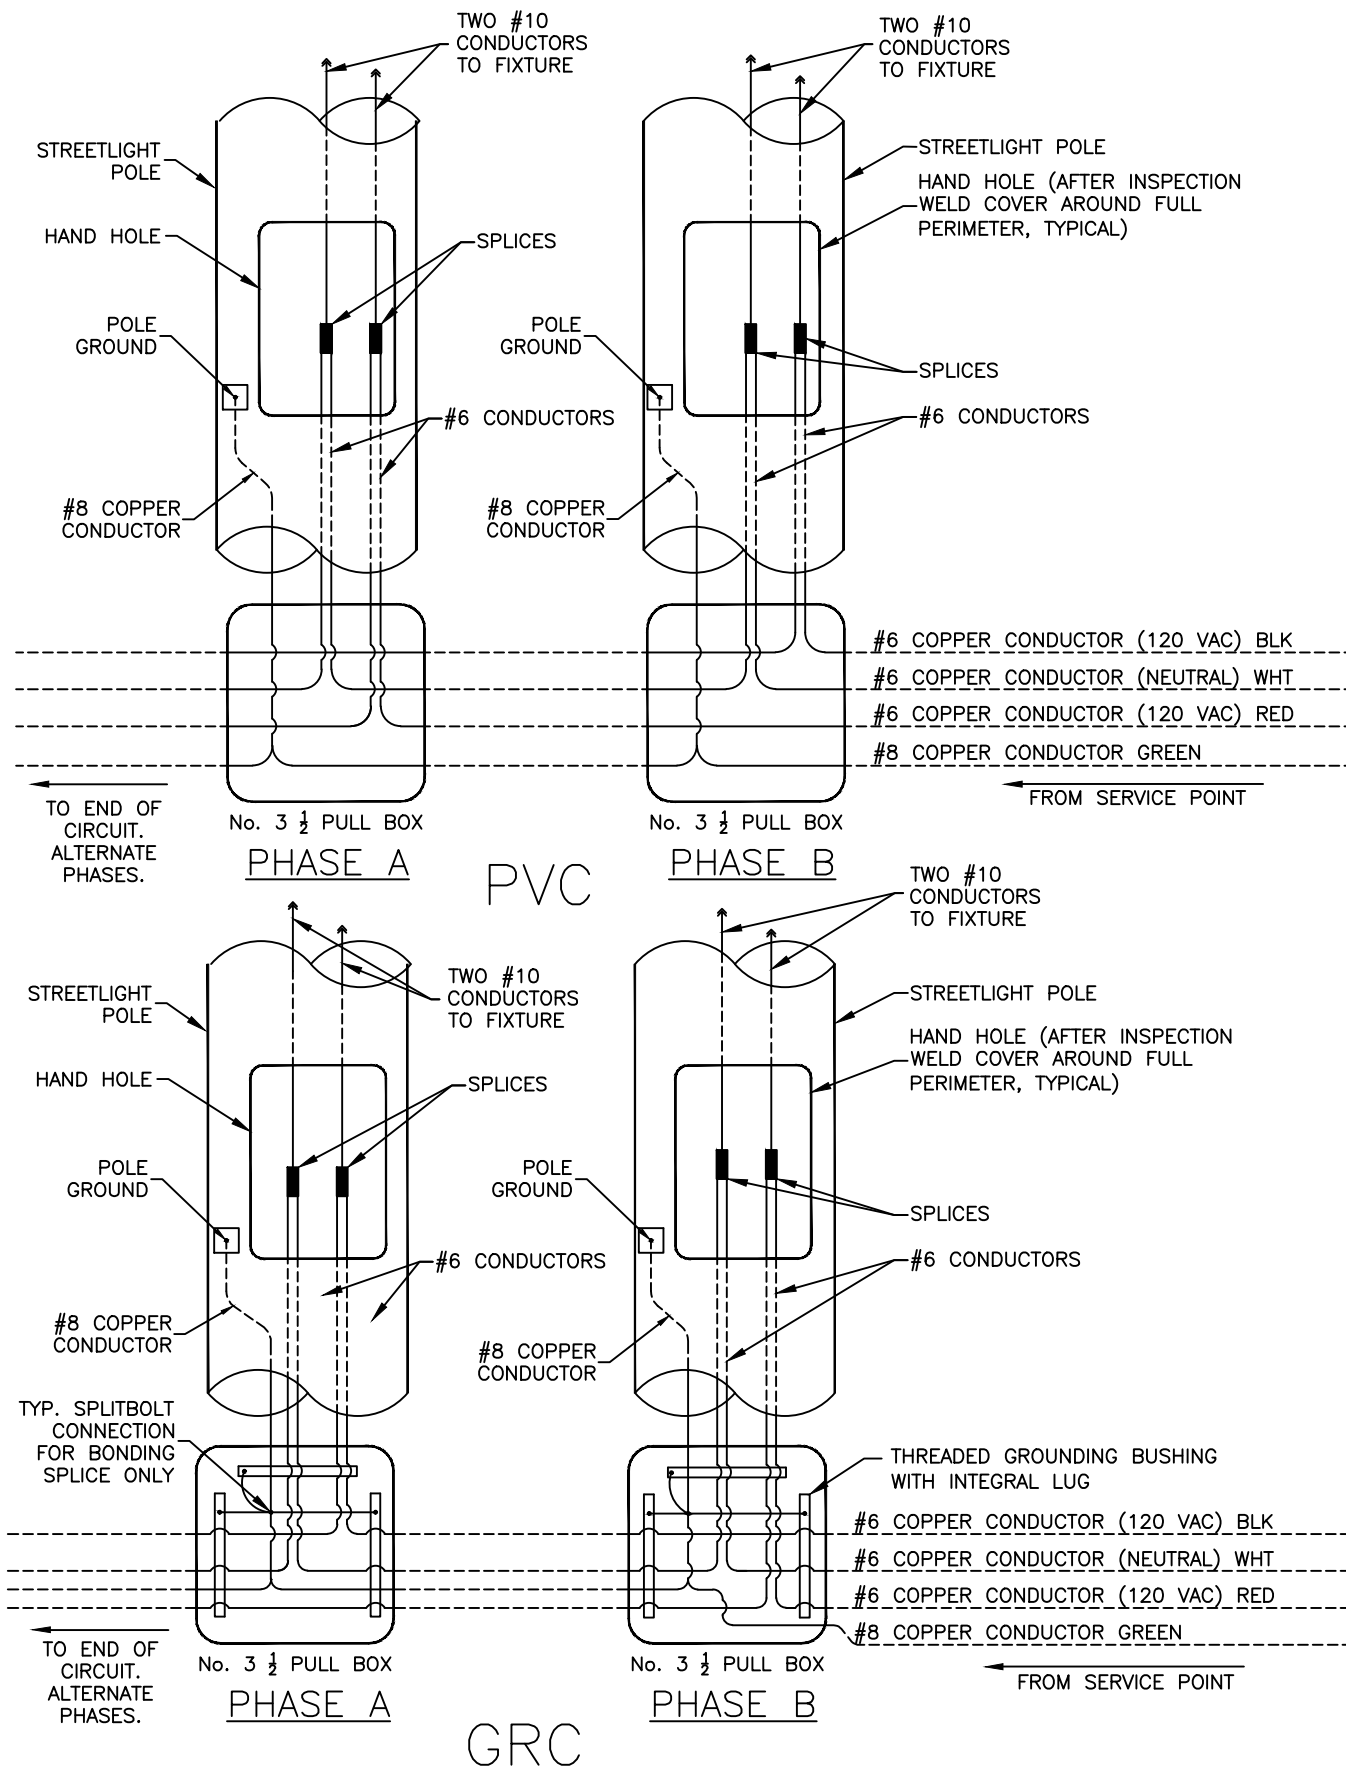 TWO #10
CONDUCTORS
TO FIXTURE
STREETLIGHT
POLE
HAND HOLE
SPLICES
POLE
GROUND
#6 CONDUCTORS
#8 COPPER
CONDUCTOR
TWO #10
CONDUCTORS
TO FIXTURE
STREETLIGHT POLE
HAND HOLE (AFTER INSPECTION
WELD COVER AROUND FULL
PERIMETER, TYPICAL)
POLE
GROUND
SPLICES
#6 CONDUCTORS
#8 COPPER
CONDUCTOR
#6 COPPER CONDUCTOR (120 VAC) BLK
#6 COPPER CONDUCTOR (NEUTRAL) WHT
#6 COPPER CONDUCTOR (120 VAC) RED
#8 COPPER CONDUCTOR GREEN
TO END OF
CIRCUIT.
ALTERNATE
PHASES.
FROM SERVICE POINT
No. 3 1/2 PULL BOX
PHASE A
No. 3 1/2 PULL BOX
PHASE B
PVC
TWO #10
CONDUCTORS
TO FIXTURE
STREETLIGHT
POLE
HAND HOLE
SPLICES
POLE
GROUND
#6 CONDUCTORS
#8 COPPER
CONDUCTOR
TYP. SPLITBOLT
CONNECTION
FOR BONDING
SPLICE ONLY
TWO #10
CONDUCTORS
TO FIXTURE
STREETLIGHT POLE
HAND HOLE (AFTER INSPECTION
WELD COVER AROUND FULL
PERIMETER, TYPICAL)
POLE
GROUND
SPLICES
#6 CONDUCTORS
#8 COPPER
CONDUCTOR
THREADED GROUNDING BUSHING
WITH INTEGRAL LUG
#6 COPPER CONDUCTOR (120 VAC) BLK
#6 COPPER CONDUCTOR (NEUTRAL) WHT
#6 COPPER CONDUCTOR (120 VAC) RED
#8 COPPER CONDUCTOR GREEN
TO END OF
CIRCUIT.
ALTERNATE
PHASES.
FROM SERVICE POINT
No. 3 1/2 PULL BOX
PHASE A
No. 3 1/2 PULL BOX
PHASE B
GRC